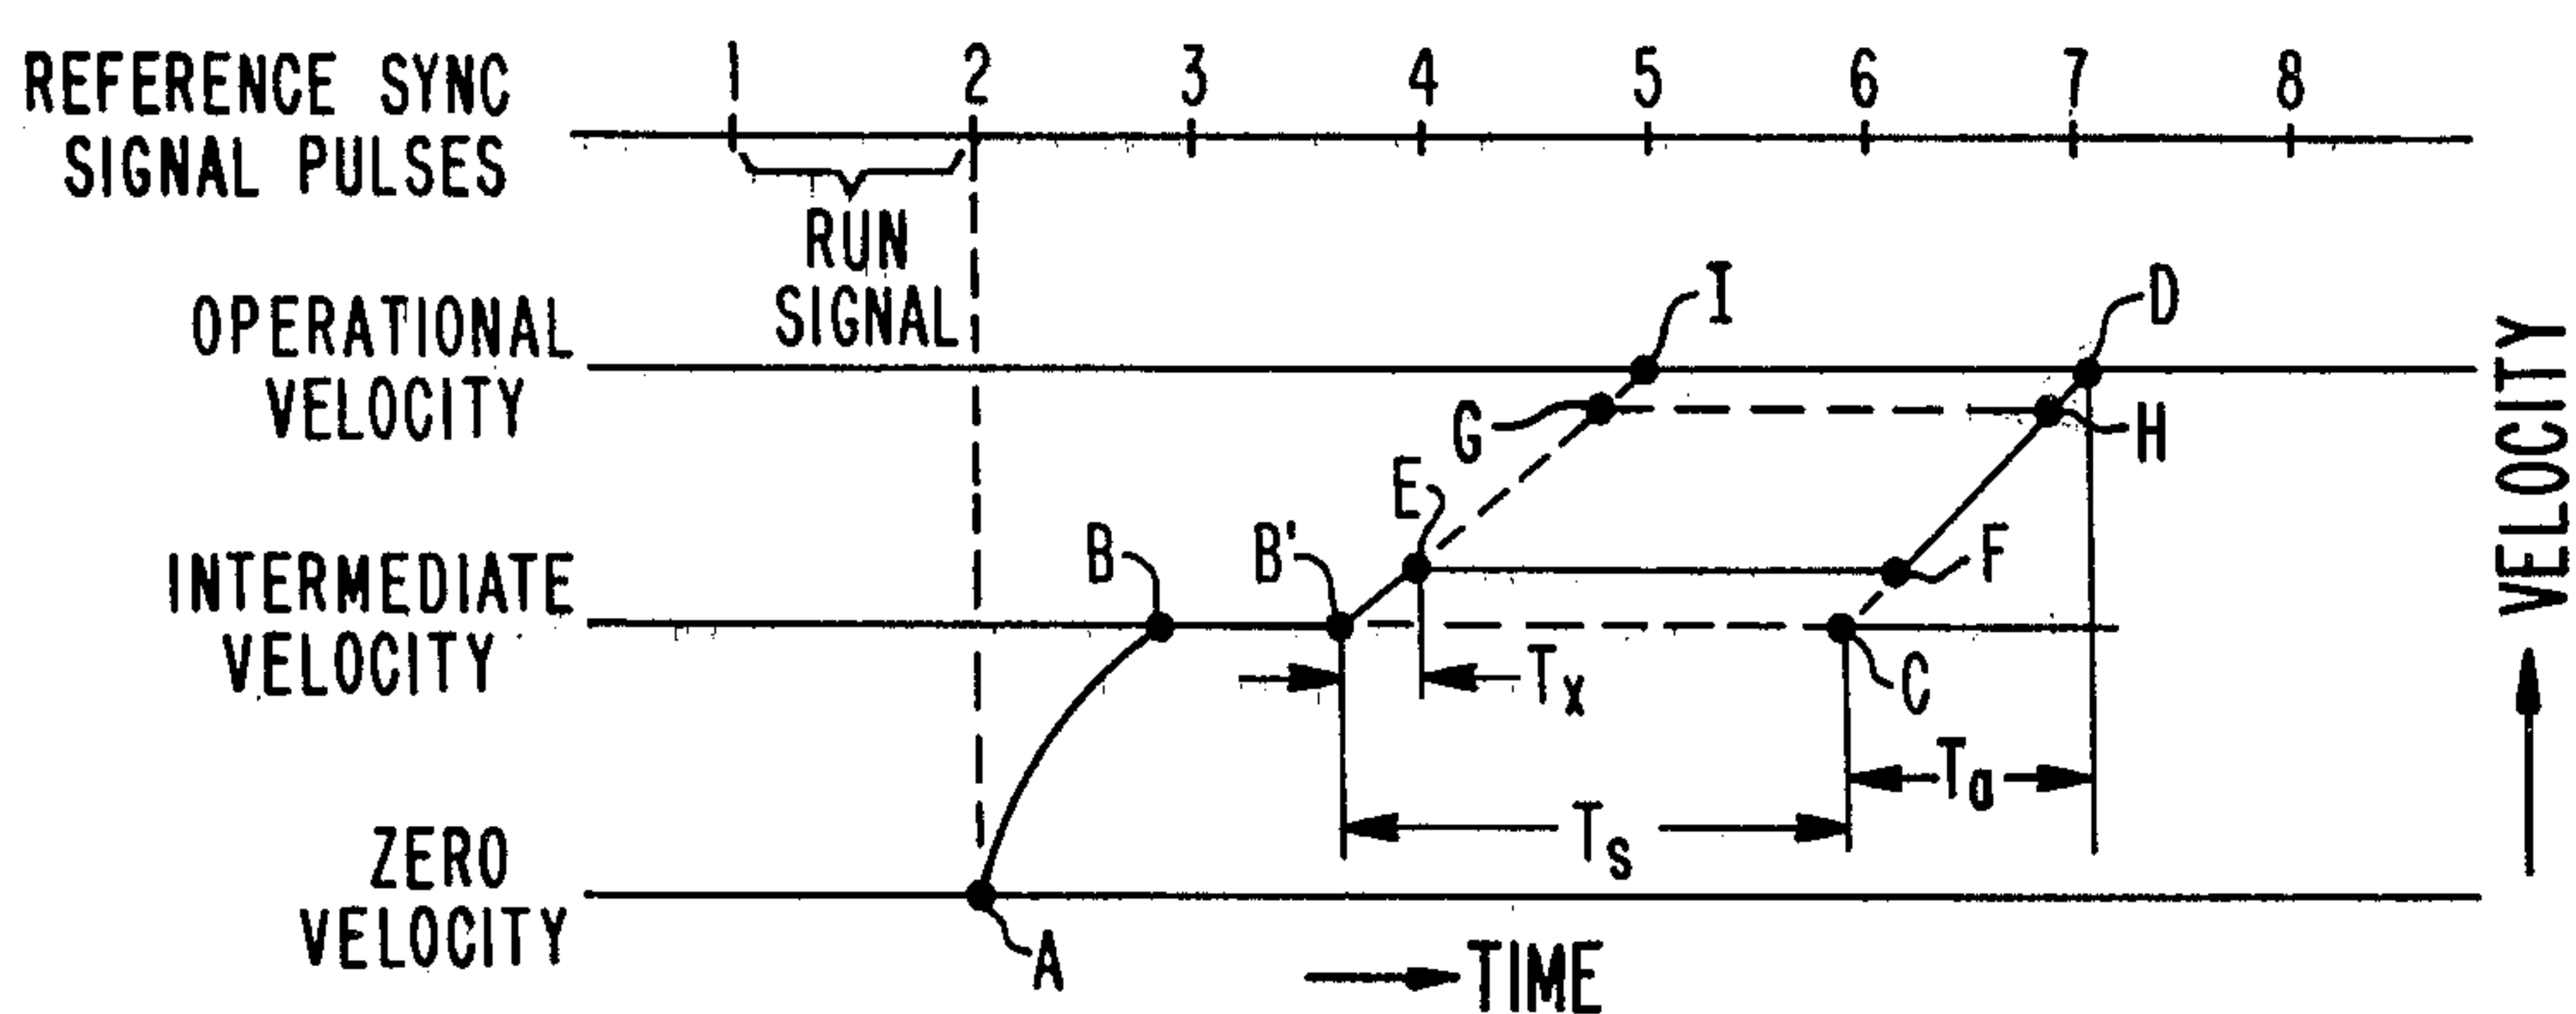 REFERENCE SYNC
SIGNAL PULSES
1 2 3 4 5 6 7 8
RUN
SIGNAL
OPERATIONAL
VELOCITY
I
D
G
H
E
INTERMEDIATE
VELOCITY
B
B'
F
C
Tx
Ta
Ts
ZERO
VELOCITY
A
TIME
VELOCITY